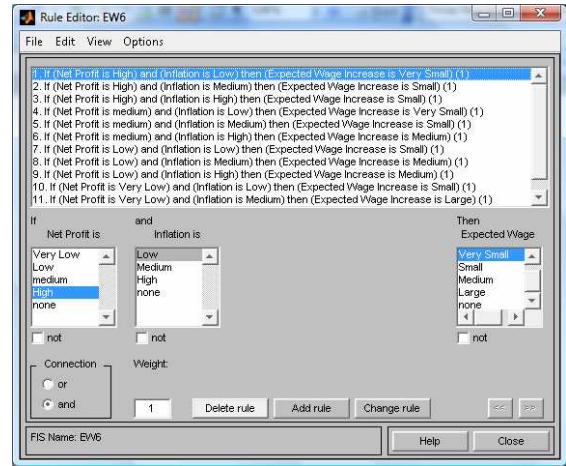 Rule Editor: EW6
File Edit View Options
1. If (Net Profit is High) and (Inflation is Low) then (Expected Wage Increase is Very Small) (1)
2. If (Net Profit is High) and (Inflation is Medium) then (Expected Wage Increase is Small) (1)
3. If (Net Profit is High) and (Inflation is High) then (Expected Wage Increase is Small) (1)
4. If (Net Profit is medium) and (Inflation is Low) then (Expected Wage Increase is Very Small) (1)
5. If (Net Profit is medium) and (Inflation is Medium) then (Expected Wage Increase is Small) (1)
6. If (Net Profit is medium) and (Inflation is High) then (Expected Wage Increase is Medium) (1)
7. If (Net Profit is Low) and (Inflation is Low) then (Expected Wage Increase is Small) (1)
8. If (Net Profit is Low) and (Inflation is Medium) then (Expected Wage Increase is Medium) (1)
9. If (Net Profit is Low) and (Inflation is High) then (Expected Wage Increase is Medium) (1)
10. If (Net Profit is Very Low) and (Inflation is Low) then (Expected Wage Increase is Small) (1)
11. If (Net Profit is Very Low) and (Inflation is Medium) then (Expected Wage Increase is Large) (1)
If and Then
Net Profit is Inflation is Expected Wage
Very Low Low Very Small
Low Medium Small
medium High Medium
High none Large
none none
not not not
Connection Weight:
or
and 1 Delete rule Add rule Change rule << >>
FIS Name: EW6 Help Close